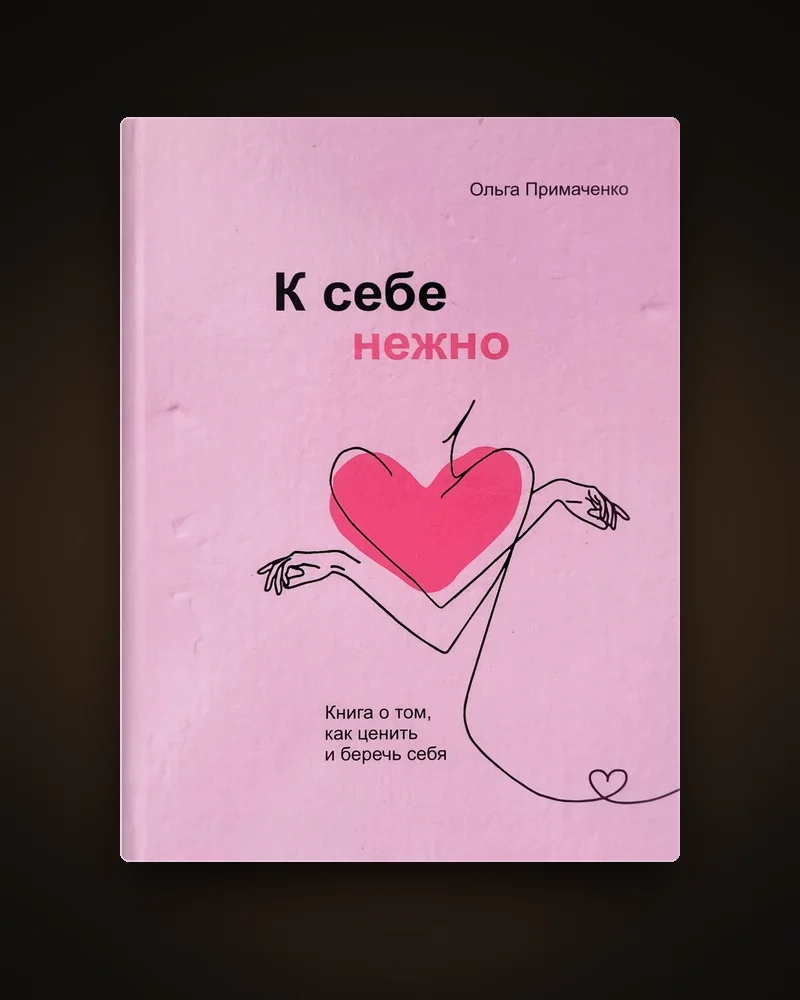 Ольга Примаченко
К себе
нежно
Книга о том,
как ценить
и беречь себя